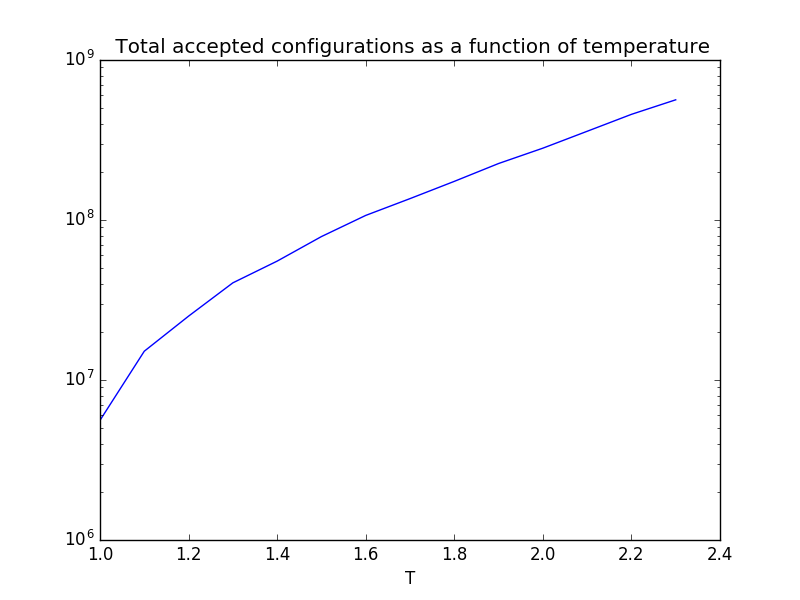 Total accepted configurations as a function of temperature
10^9
10^8
10^7
10^6
1.0 1.2 1.4 1.6 1.8 2.0 2.2 2.4
T